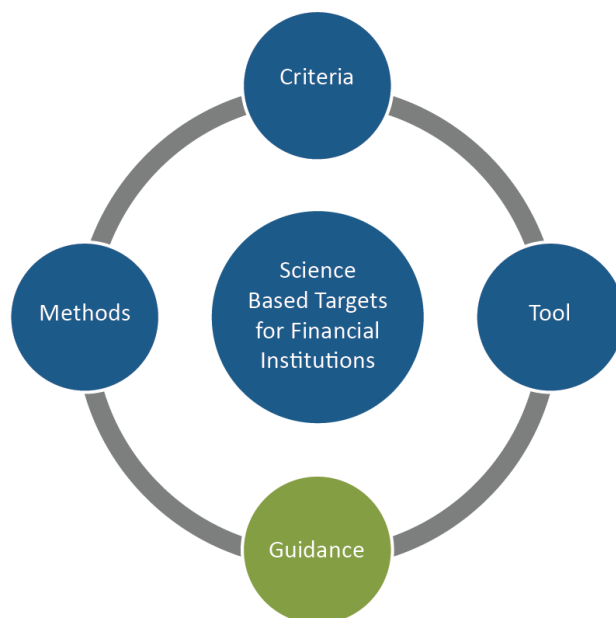 Criteria
Methods
Science
Based Targets
for Financial
Institutions
Tool
Guidance